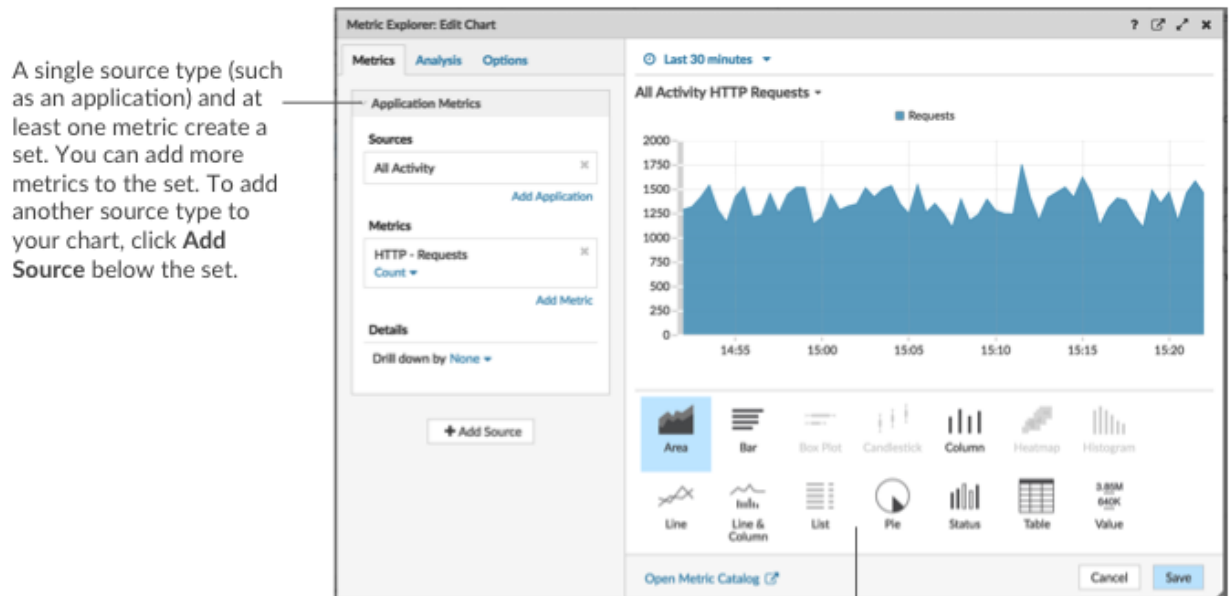 A single source type (such
as an application) and at
least one metric create a
set. You can add more
metrics to the set. To add
another source type to
your chart, click Add
Source below the set.
Metric Explorer: Edit Chart
?
Metrics Analysis Options
Application Metrics
Sources
All Activity
Add Application
Metrics
HTTP - Requests
Count
Add Metric
Details
Drill down by None
+ Add Source
Last 30 minutes
All Activity HTTP Requests
Requests
2000
1750
1500
1250
1000
750
500
250
0
14:55 15:00 15:05 15:10 15:15 15:20
Area Bar Box Plot Candlestick Column Heatmap Histogram
3.85M
640K
Line Line & List Pie Status Table Value
Column
Open Metric Catalog
Cancel Save